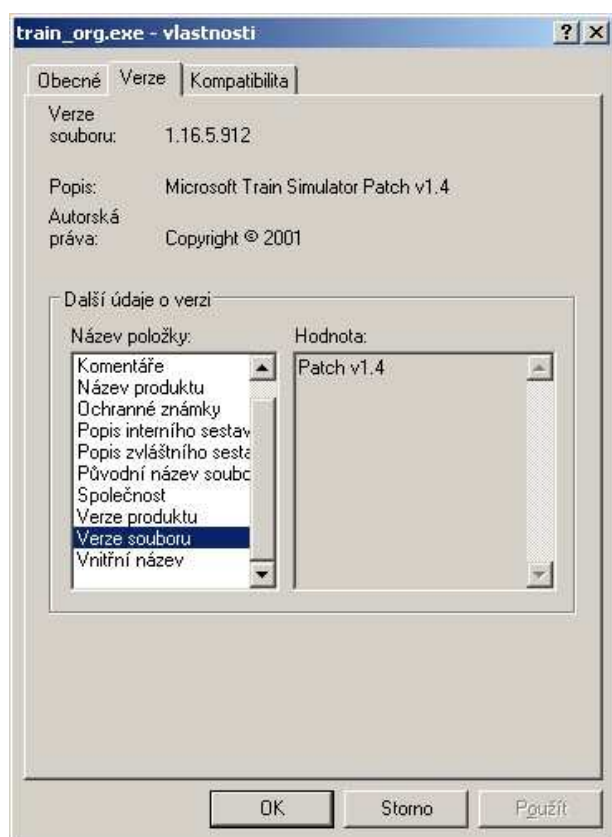 train_org.exe - vlastnosti
Obecné Verze Kompatibilita
Verze
souboru: 1.16.5.912
Popis: Microsoft Train Simulator Patch v1.4
Autorská
práva: Copyright © 2001
Další údaje o verzi
Název položky: Hodnota:
Komentáře Patch v1.4
Název produktu
Ochranné známky
Popis interního sestav
Popis zvláštního sesta
Původní název soubo
Společnost
Verze produktu
Verze souboru
Vnitřní název
OK Storno Použít